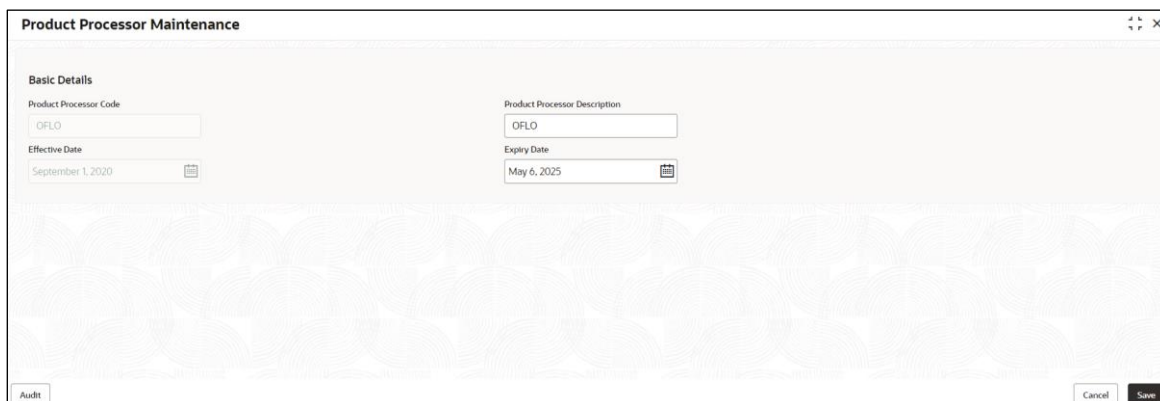 Product Processor Maintenance
Basic Details
Product Processor Code
Product Processor Description
OFLO
OFLO
Effective Date
Expiry Date
September 1, 2020
May 6, 2025
Audit
Cancel
Save